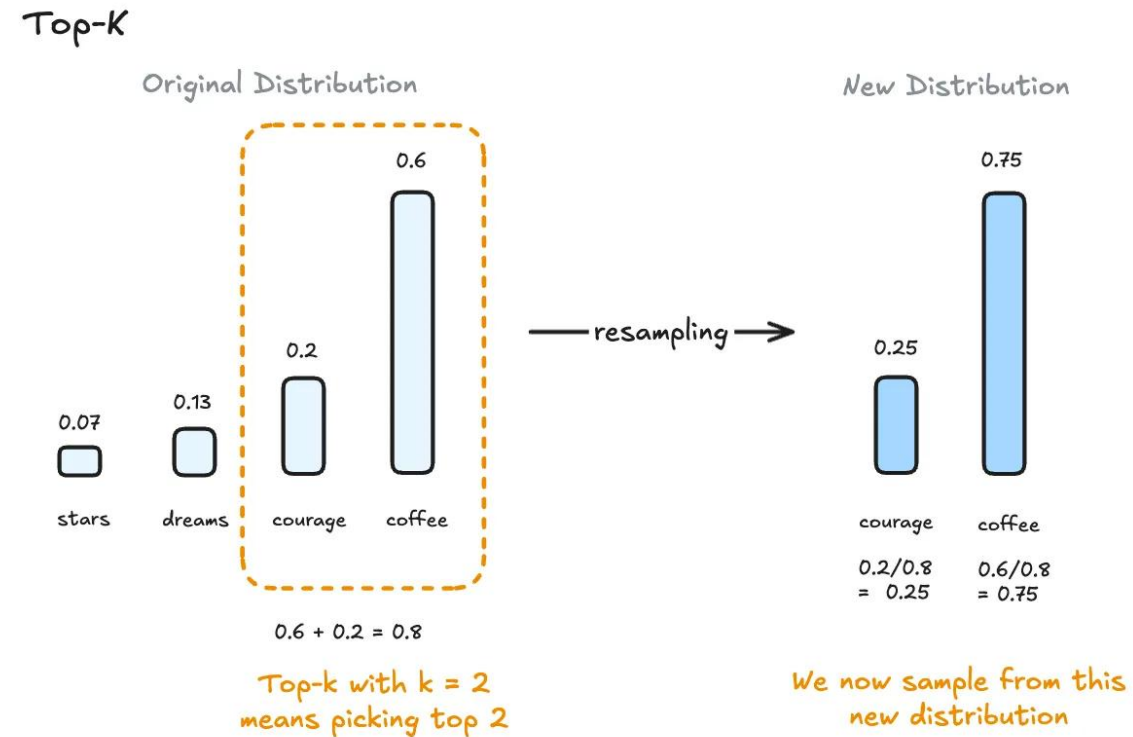 Top-K
Original Distribution
New Distribution
0.6
0.75
0.2
resampling
0.25
0.13
0.07
stars
dreams
courage
coffee
courage
coffee
0.2/0.8
= 0.25
0.6/0.8
= 0.75
0.6 + 0.2 = 0.8
Top-k with k = 2
means picking top 2
We now sample from this
new distribution